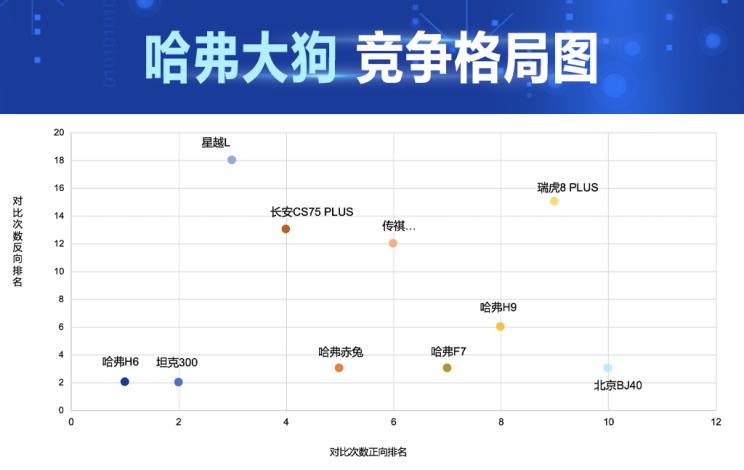 哈弗大狗 竞争格局图
20
18
16
14
12
10
8
6
4
2
0
对比次数反向排名
星越L
瑞虎8 PLUS
长安CS75 PLUS
传祺...
哈弗H9
哈弗赤兔
哈弗F7
哈弗H6
坦克300
北京BJ40
0 2 4 6 8 10 12
对比次数正向排名